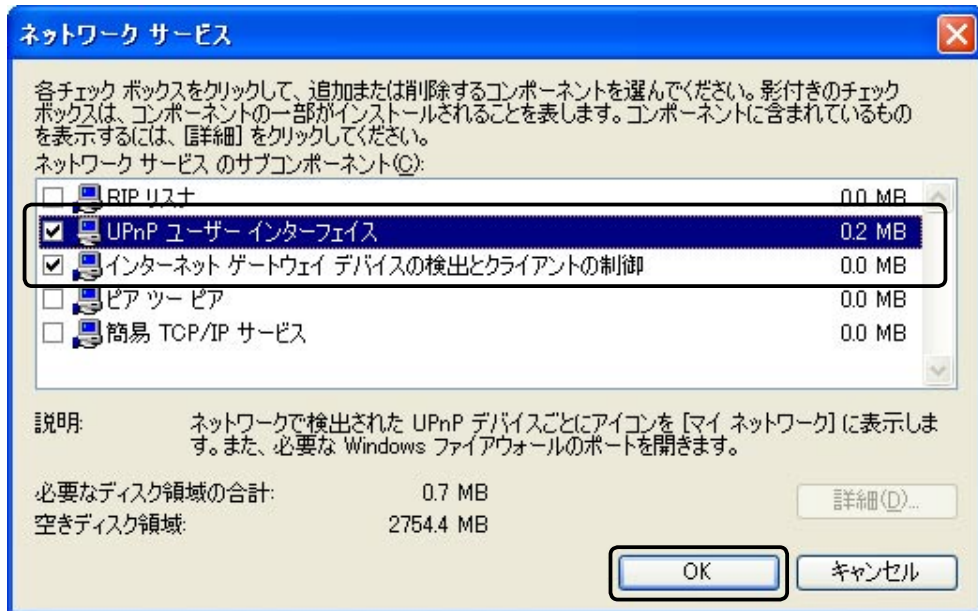 ネットワーク サービス
各チェック ボックスをクリックして、追加または削除するコンポーネントを選んでください。影付きのチェック
ボックスは、コンポーネントの一部がインストールされることを表します。コンポーネントに含まれているもの
を表示するには、[詳細] をクリックしてください。
ネットワーク サービス のサブコンポーネント(C):
RIP リスナ 0.0 MB
UPnP ユーザー インターフェイス 0.2 MB
インターネット ゲートウェイ デバイスの検出とクライアントの制御 0.0 MB
ピア ツー ピア 0.0 MB
簡易 TCP/IP サービス 0.0 MB
説明: ネットワークで検出された UPnP デバイスごとにアイコンを [マイ ネットワーク] に表示しま
す。また、必要な Windows ファイアウォールのポートを開きます。
必要なディスク領域の合計: 0.7 MB
詳細(D)...
空きディスク領域: 2754.4 MB
OK キャンセル